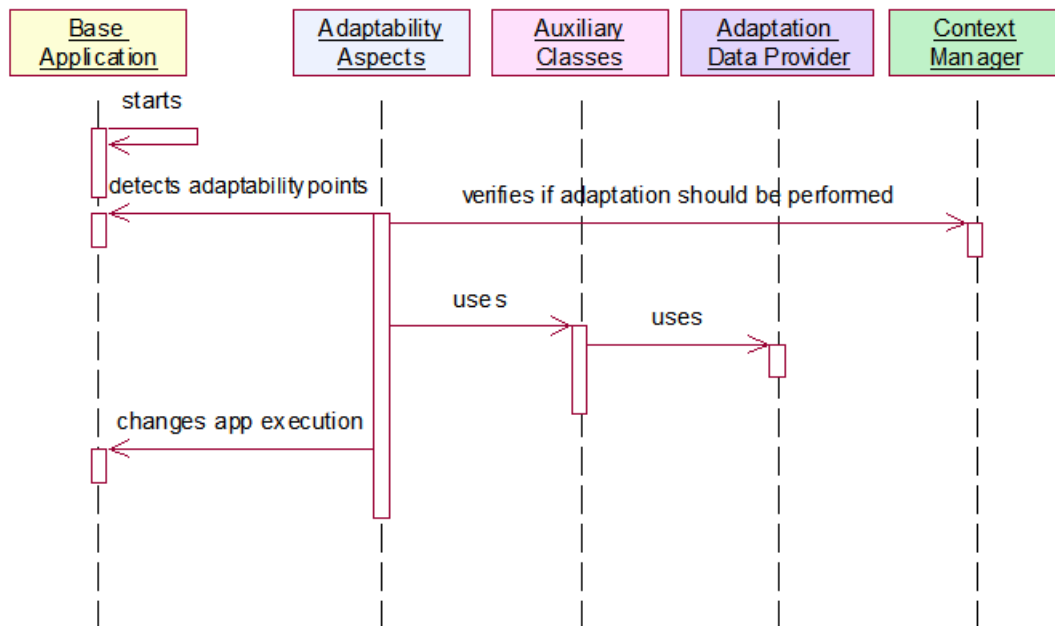 Base
Application
Adaptability
Aspects
Auxiliary
Classes
Adaptation
Data Provider
Context
Manager
starts
detects adaptability points
verifies if adaptation should be performed
uses
uses
changes app execution